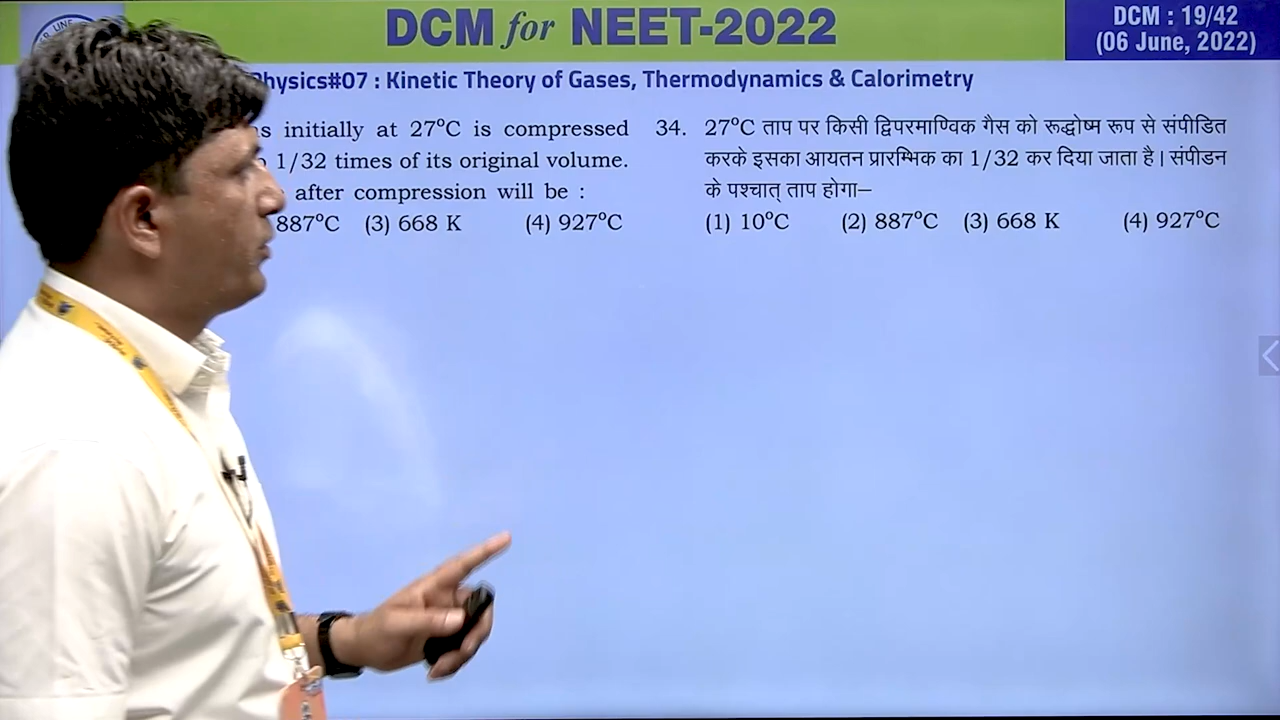 DCM for NEET-2022
DCM : 19/42
(06 June, 2022)
LINE
Physics#07 : Kinetic Theory of Gases, Thermodynamics & Calorimetry
initially at 27°C is compressed
1/32 times of its original volume.
after compression will be :
887°C (3) 668 K (4) 927°C
34. 27°C ताप पर किसी द्विपरमाण्विक गैस को रूद्धोष्म रूप से संपीडित
करके इसका आयतन प्रारम्भिक का 1/32 कर दिया जाता है। संपीडन
के पश्चात् ताप होगा–
(1) 10°C (2) 887°C (3) 668 K (4) 927°C